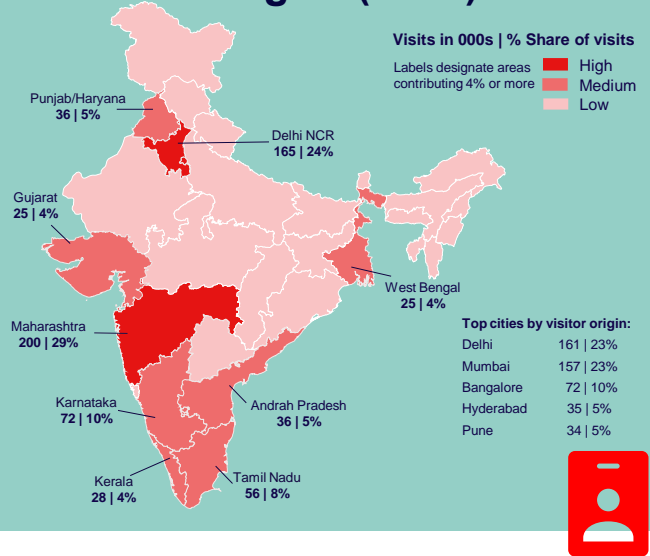 Visits in 000s | % Share of visits
Labels designate areas
contributing 4% or more
High
Medium
Low
Punjab/Haryana
36 | 5%
Delhi NCR
165 | 24%
Gujarat
25 | 4%
West Bengal
25 | 4%
Maharashtra
200 | 29%
Top cities by visitor origin:
Delhi 161 | 23%
Mumbai 157 | 23%
Bangalore 72 | 10%
Hyderabad 35 | 5%
Pune 34 | 5%
Karnataka
72 | 10%
Andrah Pradesh
36 | 5%
Kerala
28 | 4%
Tamil Nadu
56 | 8%